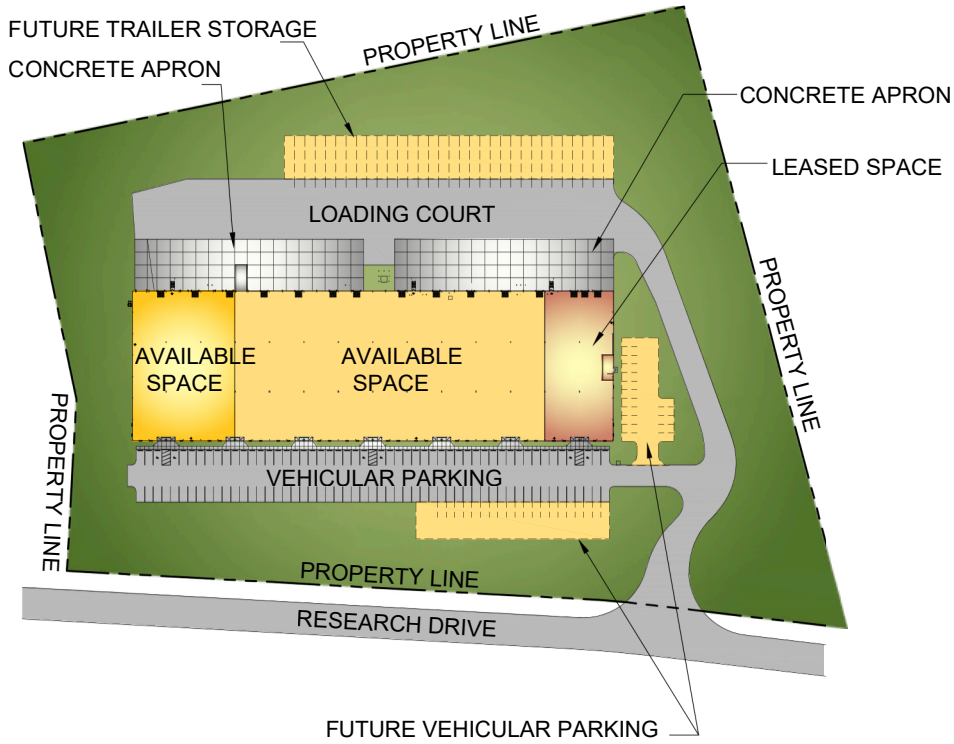 FUTURE TRAILER STORAGE
CONCRETE APRON
PROPERTY LINE
CONCRETE APRON
LEASED SPACE
LOADING COURT
PROPERTY LINE
AVAILABLE
SPACE
AVAILABLE
SPACE
PROPERTY LINE
VEHICULAR PARKING
PROPERTY LINE
RESEARCH DRIVE
FUTURE VEHICULAR PARKING